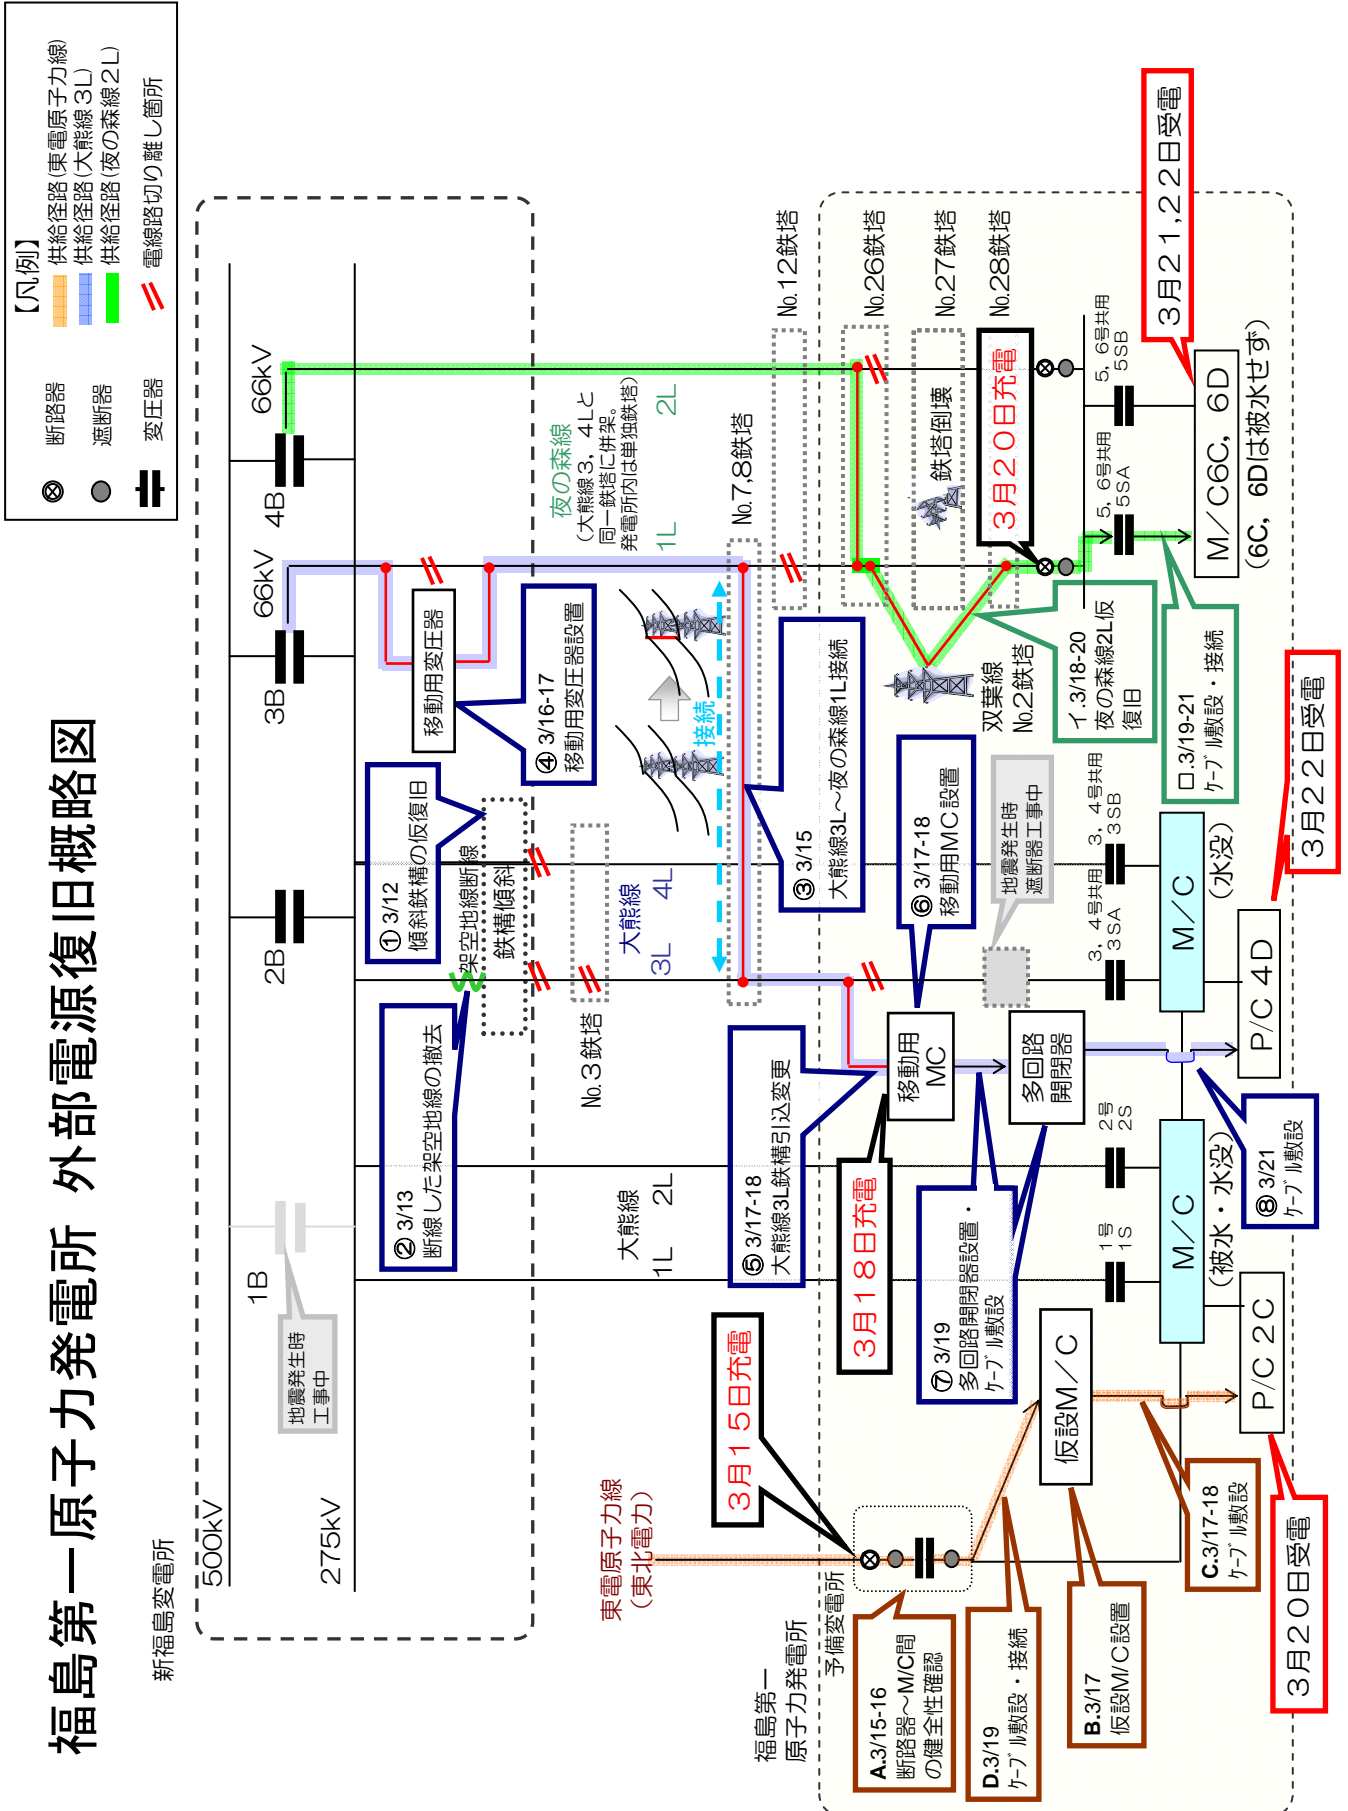 福島第一原子力発電所 外部電源復旧概略図
【凡例】
断路器
遮断器
変圧器
供給径路(東電原子力線)
供給径路(大熊線3L)
供給径路(夜の森線2L)
電線路切り離し箇所
新福島変電所
500kV
275kV
1B
地震発生時
工事中
2B
3B
66kV
4B
66kV
① 3/12
傾斜鉄構の仮復旧
② 3/13
断線した架空地線の撤去
架空地線断線
鉄構傾斜
移動用変圧器
④ 3/16-17
移動用変圧器設置
夜の森線
(大熊線3,4Lと
同一鉄塔に併架。
発電所内は単独鉄塔)
1L
2L
No.3鉄塔
大熊線
1L
2L
大熊線
3L
4L
接続
No.7,8鉄塔
No.12鉄塔
No.26鉄塔
No.27鉄塔
No.28鉄塔
東電原子力線
(東北電力)
3月15日充電
⑤ 3/17-18
大熊線3L鉄構引込変更
③ 3/15
大熊線3L~夜の森線1L接続
福島第一
原子力発電所
予備変電所
3月18日充電
移動用
MC
⑥ 3/17-18
移動用MC設置
双葉線
No.2鉄塔
鉄塔倒壊
3月20日充電
A.3/15-16
断路器~M/C間
の健全性確認
D.3/19
ケーブル敷設・接続
B.3/17
仮設M/C設置
仮設M/C
⑦ 3/19
多回路開閉器設置・
ケーブル敷設
多回路
開閉器
地震発生時
遮断器工事中
イ.3/18-20
夜の森線2L仮
復旧
1号
1S
2号
2S
3,4号共用
3SA
3,4号共用
3SB
5,6号共用
5SA
5,6号共用
5SB
C.3/17-18
ケーブル敷設
M/C
(被水・水没)
M/C
(水没)
ロ.3/19-21
ケーブル敷設・接続
M/C6C, 6D
(6C, 6Dは被水せず)
3月21,22日受電
P/C 2C
3月20日受電
⑧ 3/21
ケーブル敷設
P/C 4D
3月22日受電